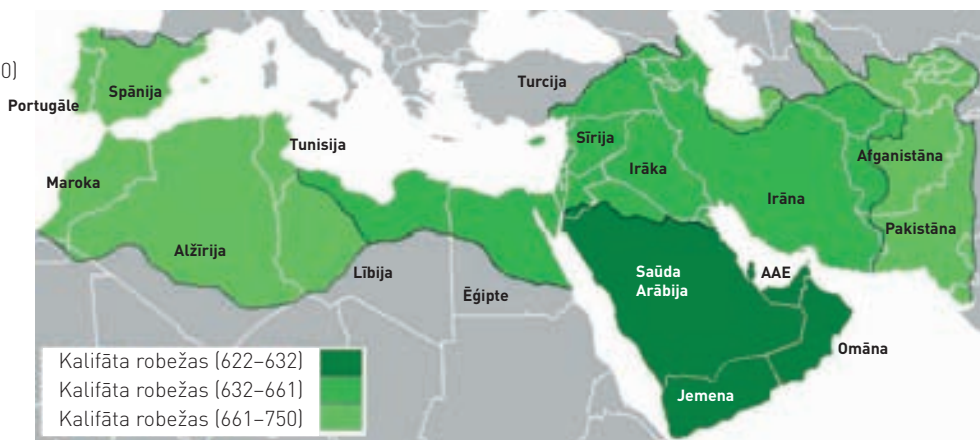 0)
Portugāle
Spānija
Turcija
Tunisija
Sīrija
Maroka
Irāka
Irāna
Afganistāna
Pakistāna
Alžīrija
Lībija
Ēģipte
Saūda
Arābija
AAE
Omāna
Jemena
Kalifāta robežas (622–632)
Kalifāta robežas (632–661)
Kalifāta robežas (661–750)